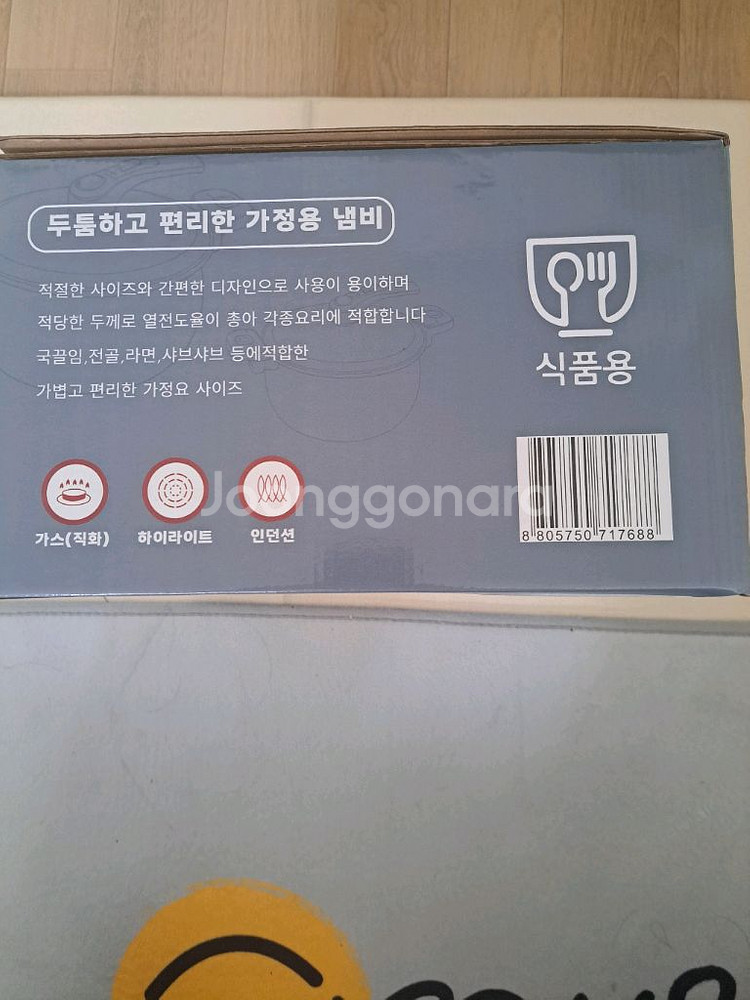 두툼하고 편리한 가정용 냄비
적절한 사이즈와 간편한 디자인으로 사용이 용이하며
적당한 두께로 열전도율이 좋아 각종요리에 적합합니다
국끌임,전골,라면,샤브샤브 등에적합한
가볍고 편리한 가정요 사이즈
식품용
가스(직화)
하이라이트
인던션
8 805750 717688
Joonggonara